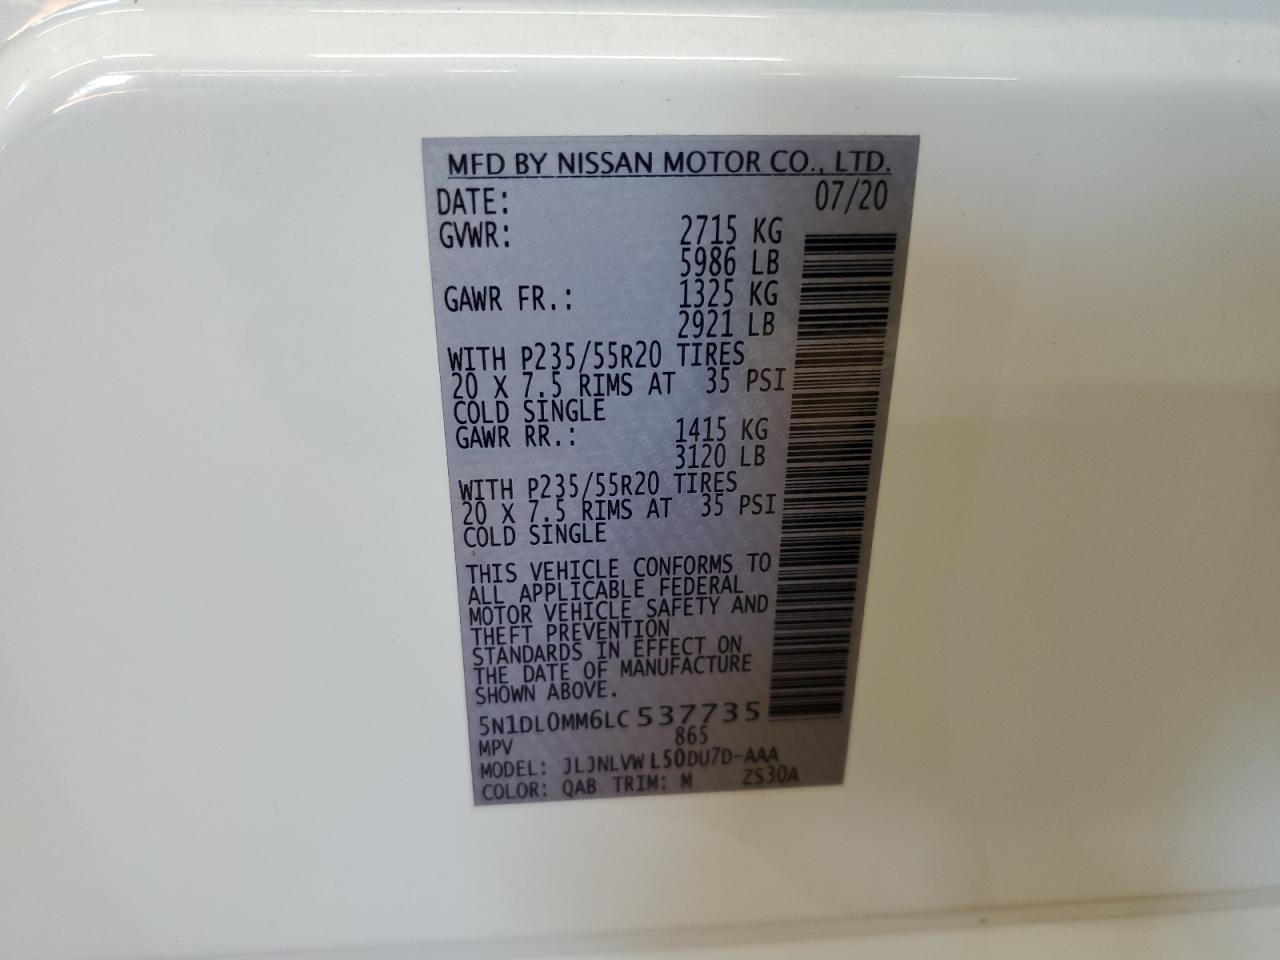 MFD BY NISSAN MOTOR CO., LTD.
DATE: 07/20
GVWR: 2715 KG
5986 LB
GAWR FR.: 1325 KG
2921 LB
WITH P235/55R20 TIRES
20 X 7.5 RIMS AT 35 PSI
COLD SINGLE
GAWR RR.: 1415 KG
3120 LB
WITH P235/55R20 TIRES
20 X 7.5 RIMS AT 35 PSI
COLD SINGLE
THIS VEHICLE CONFORMS TO
ALL APPLICABLE FEDERAL
MOTOR VEHICLE SAFETY AND
THEFT PREVENTION
STANDARDS IN EFFECT ON
THE DATE OF MANUFACTURE
SHOWN ABOVE.
5N1DL0MM6LC537735
MPV 865
MODEL: JLJNLVW L50DU7D-AAA
COLOR: QAB TRIM: M ZS30A